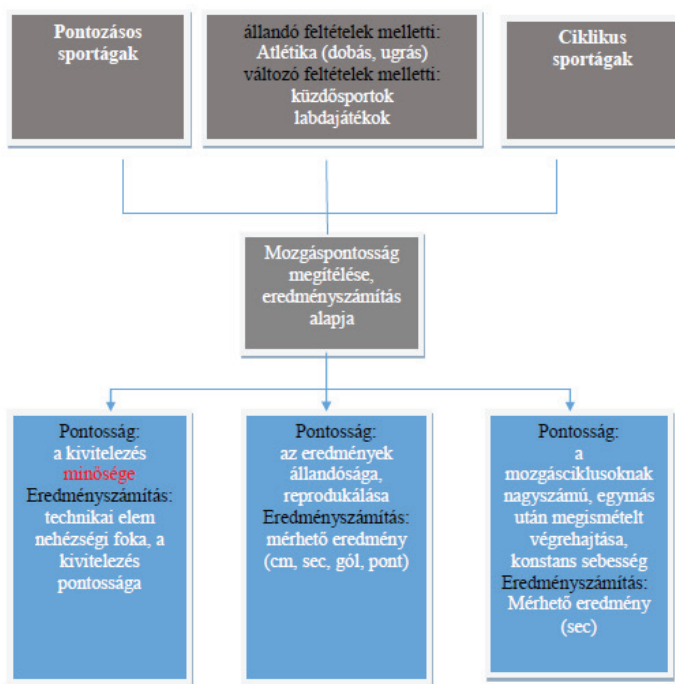 Pontozásos
sportágak
állandó feltételek melletti:
Atlétika (dobás, ugrás)
változó feltételek melletti:
küzdősportok
labdajátékok
Ciklikus
sportágak
Mozgáspontosság
megítélése,
eredményszámítás
alapja
Pontosság:
a kivitelezés
minősége
Eredményszámítás:
technikai elem
nehézségi foka, a
kivitelezés
pontossága
Pontosság:
az eredmények
állandósága,
reprodukálása
Eredményszámítás:
mérhető eredmény
(cm, sec, gól, pont)
Pontosság:
a
mozgásciklusoknak
nagyszámú, egymás
után megismételt
végrehajtása,
konstans sebesség
Eredményszámítás:
Mérhető eredmény
(sec)